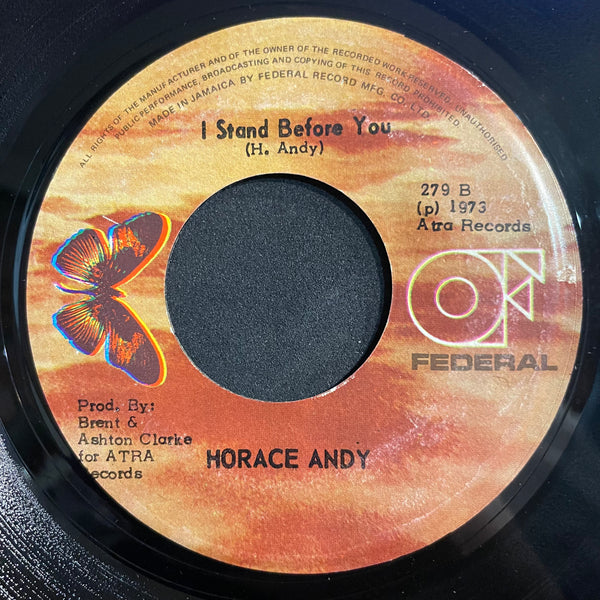 ALL RIGHTS OF THE MANUFACTURER AND OF THE OWNER OF THE RECORDED WORK RESERVED. UNAUTHORISED
PUBLIC PERFORMANCE, BROADCASTING AND COPYING OF THIS RECORD PROHIBITED.
MADE IN JAMAICA BY FEDERAL RECORD MFG. CO. LTD.
I Stand Before You
(H. Andy)
279 B
(p) 1973
Atra Records
FEDERAL
Prod. By:
Brent &
Ashton Clarke
for ATRA
Records
HORACE ANDY